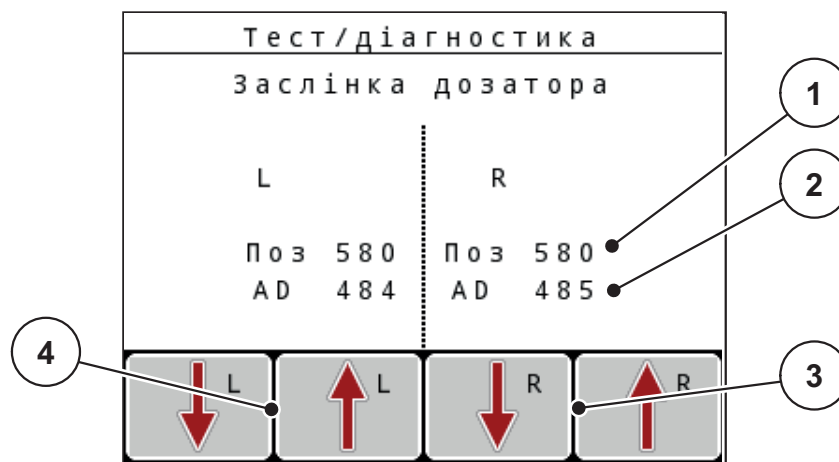 Тест/діагностика
Заслінка дозатора
1
L R
2
Поз 580 Поз 580
AD 484 AD 485
4
L L R R
3